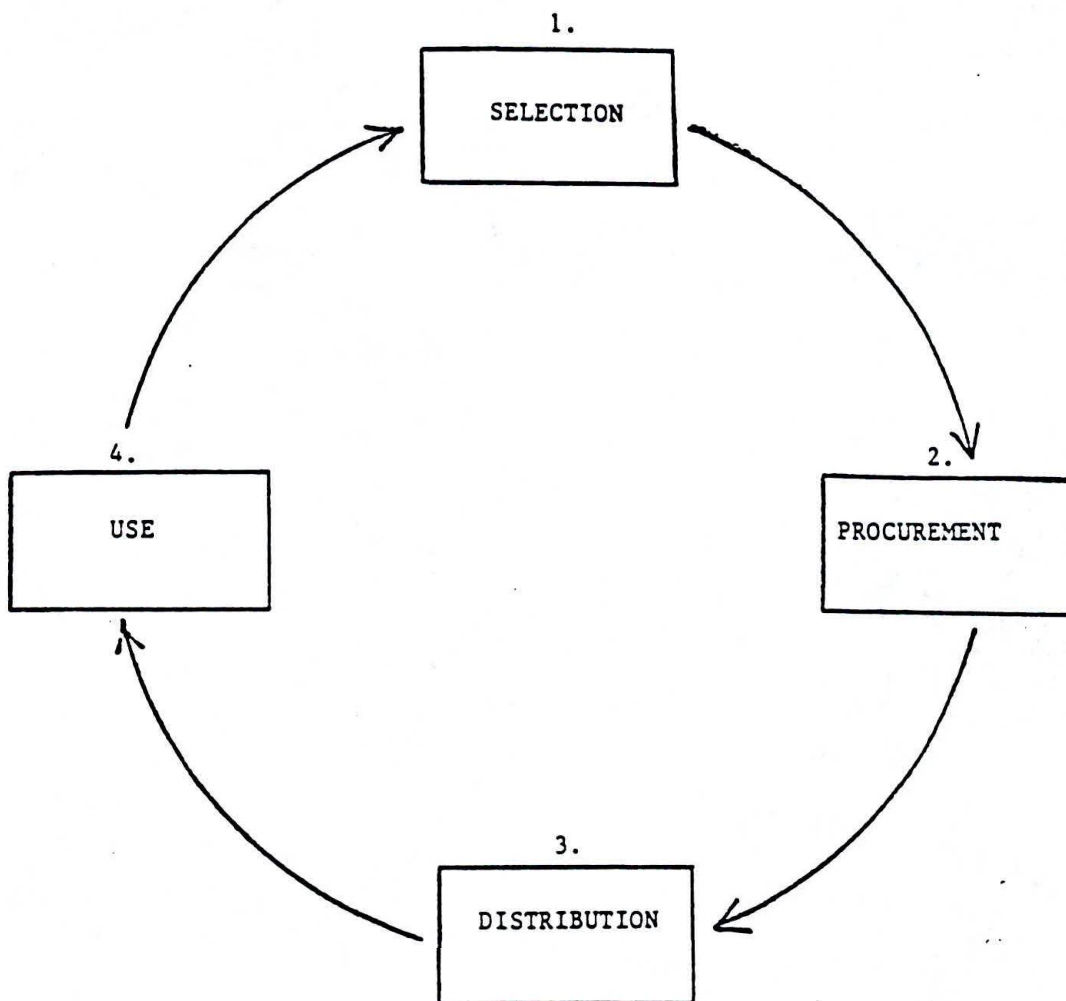 1.
SELECTION
2.
PROCUREMENT
3.
DISTRIBUTION
4.
USE